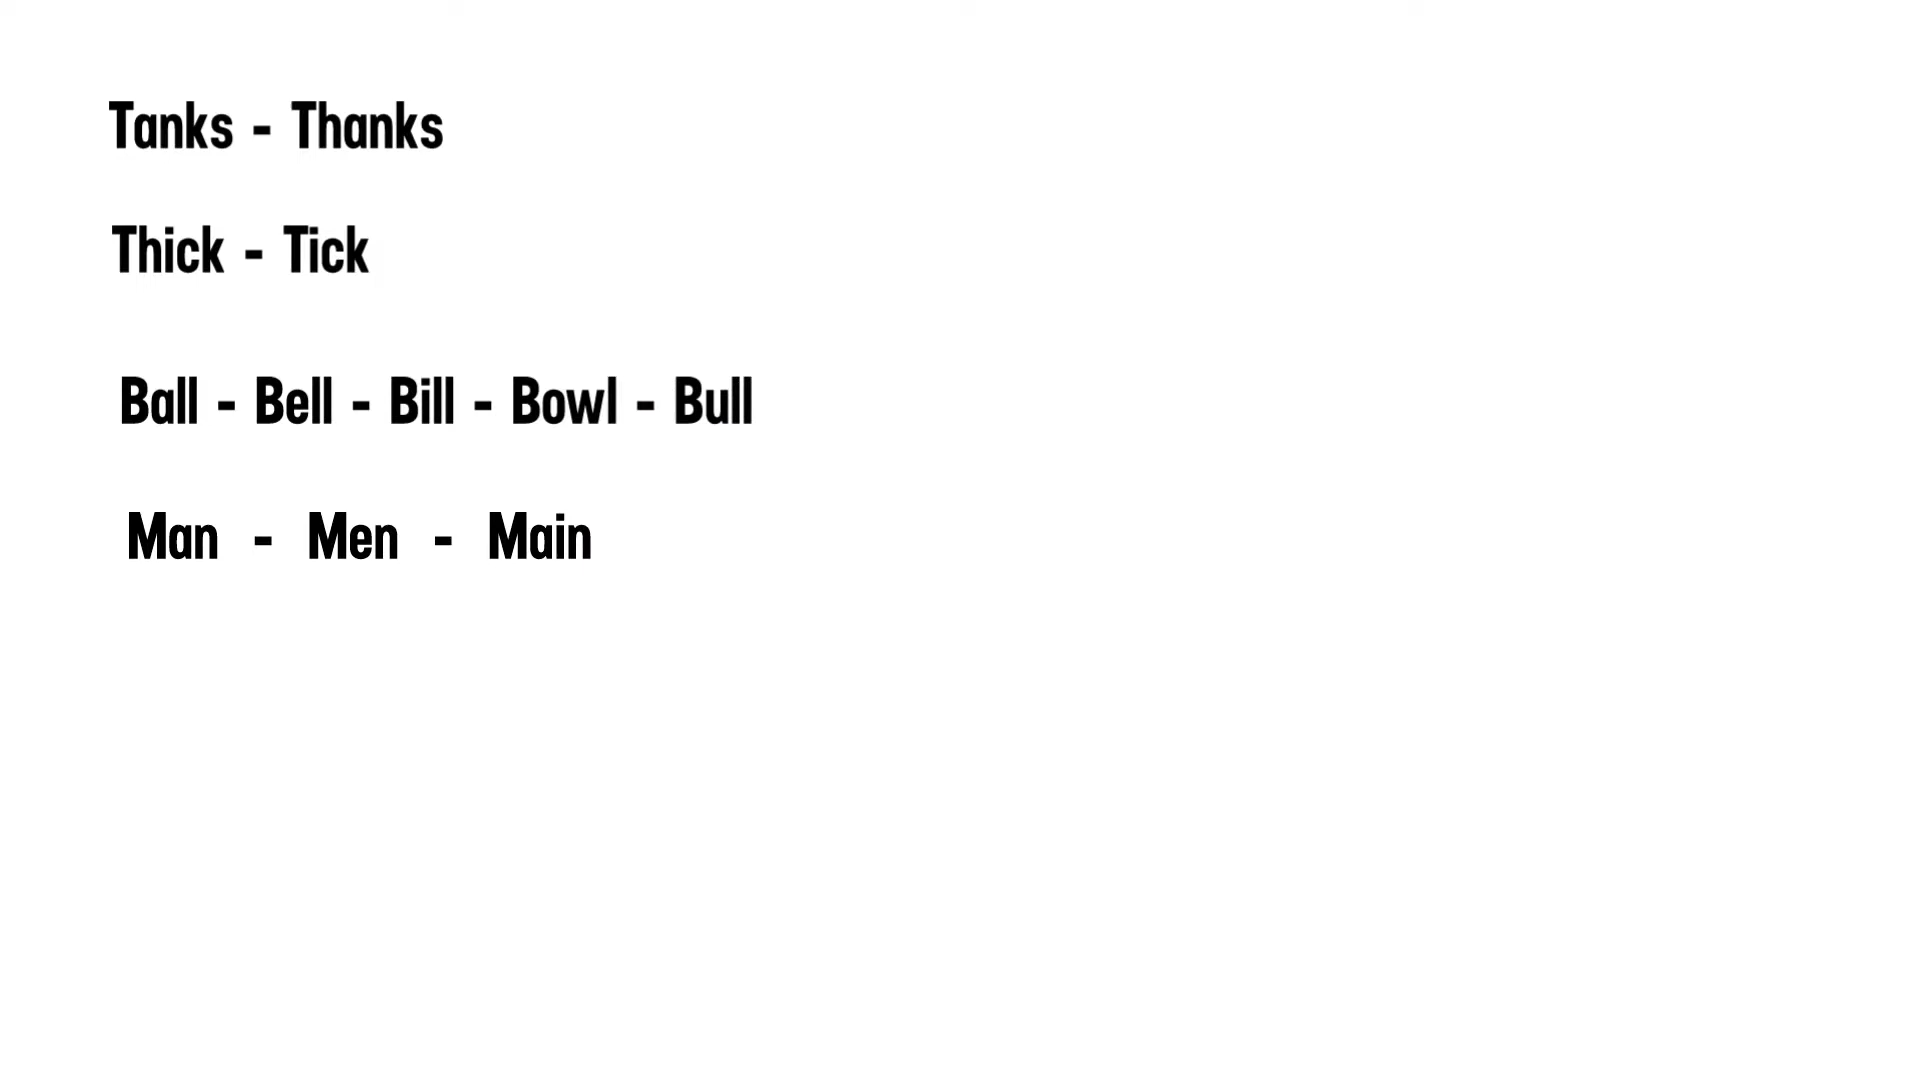 Tanks - Thanks
Thick - Tick
Ball - Bell - Bill - Bowl - Bull
Man - Men - Main